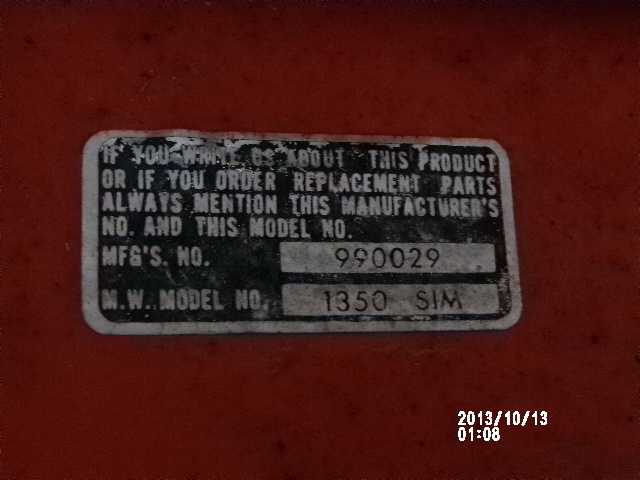 IF YOU WRITE US ABOUT THIS PRODUCT
OR IF YOU ORDER REPLACEMENT PARTS
ALWAYS MENTION THIS MANUFACTURER'S
NO. AND THIS MODEL NO.
MFG'S. NO. 990029
M.W. MODEL NO. 1350 SIM
2013/10/13
01:08